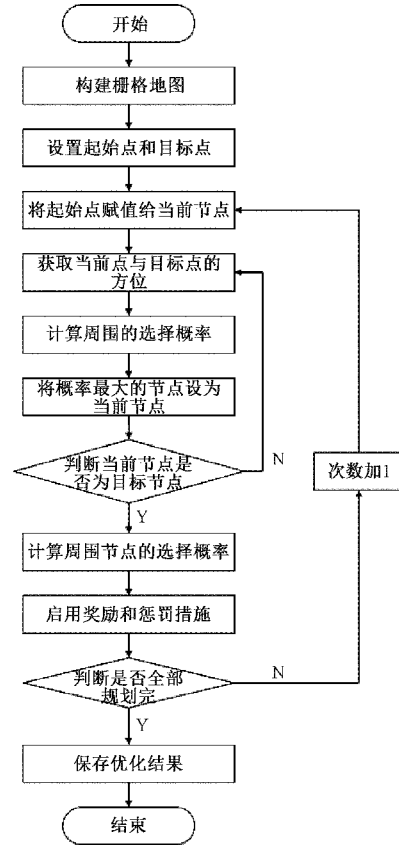 开始
构建栅格地图
设置起始点和目标点
将起始点赋值给当前节点
获取当前点与目标点的
方位
计算周围的选择概率
将概率最大的节点设为
当前节点
判断当前节点是
否为目标节点
N
次数加1
Y
计算周围节点的选择概率
启用奖励和惩罚措施
判断是否全部
规划完
N
Y
保存优化结果
结束